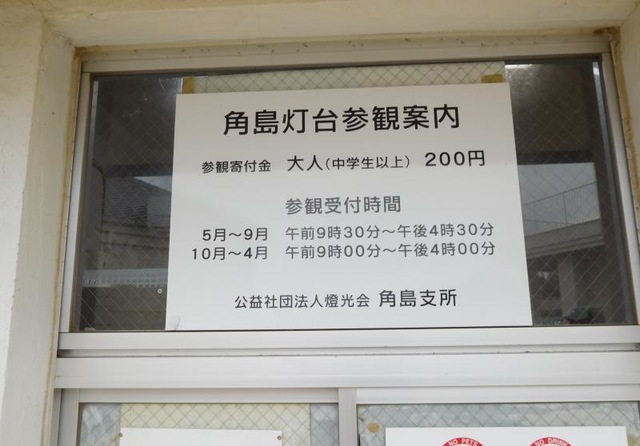 角島灯台参観案内
参観寄付金 大人(中学生以上) 200円
参観受付時間
5月～9月 午前9時30分～午後4時30分
10月～4月 午前9時00分～午後4時00分
公益社団法人燈光会 角島支所
NO PETS